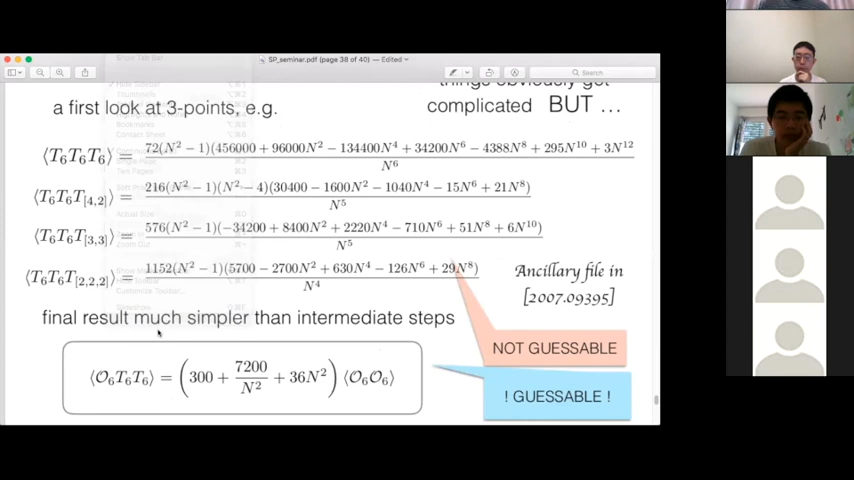 SP_seminar.pdf (page 38 of 40) — Edited
Search
things obviously get
a first look at 3-points, e.g.
complicated BUT ...
⟨T₆T₆T₆⟩ = 72(N² − 1)(456000 + 96000N² − 134400N⁴ + 34200N⁶ − 4388N⁸ + 295N¹⁰ + 3N¹² / N⁶
⟨T₆T₆T[4,2]⟩ = 216(N² − 1)(N² − 4)(30400 − 1600N² − 1040N⁴ − 15N⁶ + 21N⁸) / N⁵
⟨T₆T₆T[3,3]⟩ = 576(N² − 1)(−34200 + 8400N² + 2220N⁴ − 710N⁶ + 51N⁸ + 6N¹⁰) / N⁵
⟨T₆T₆T[2,2,2]⟩ = 1152(N² − 1)(5700 − 2700N² + 630N⁴ − 126N⁶ + 29N⁸) / N⁴
Ancillary file in
[2007.09395]
final result much simpler than intermediate steps
NOT GUESSABLE
⟨O₆T₆T₆⟩ = (300 + 7200 / N² + 36N²) ⟨O₆O₆⟩
! GUESSABLE !